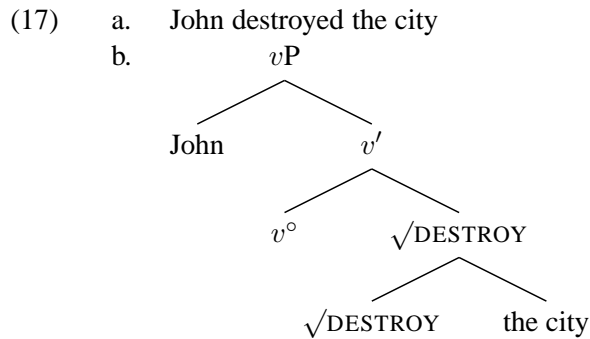 (17) a. John destroyed the city
b. vP
John v′
v° √DESTROY
√DESTROY the city